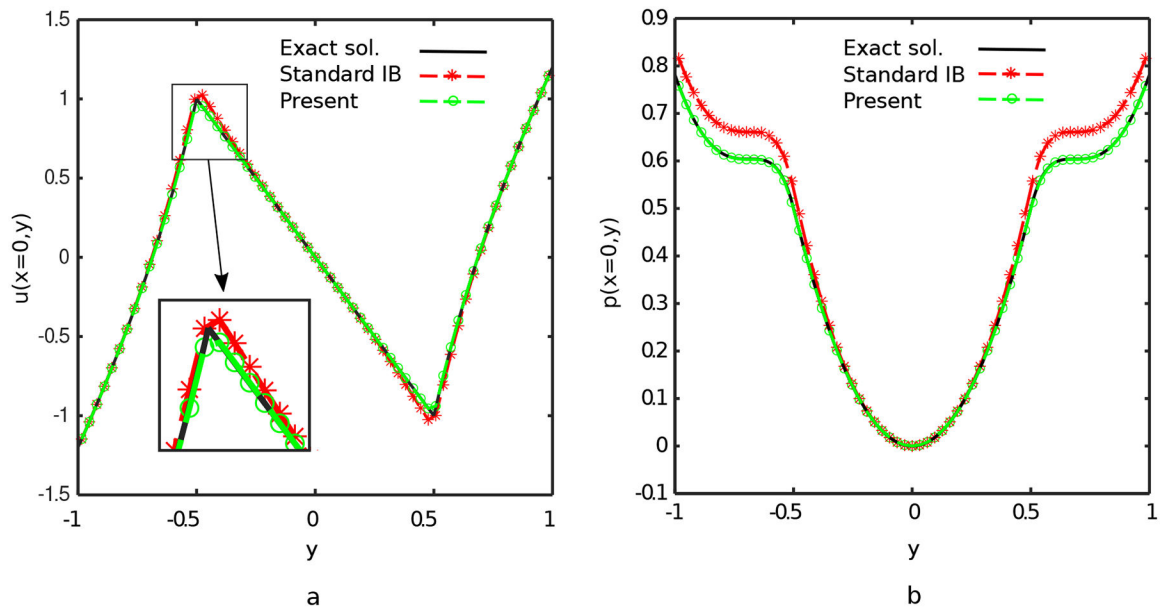 1.5
1
0.5
0
-0.5
-1
-1.5
u(x=0,y)
Exact sol.
Standard IB
Present
-1
-0.5
0
0.5
1
y
a
0.9
0.8
0.7
0.6
0.5
0.4
0.3
0.2
0.1
0
-0.1
p(x=0,y)
Exact sol.
Standard IB
Present
-1
-0.5
0
0.5
1
y
b